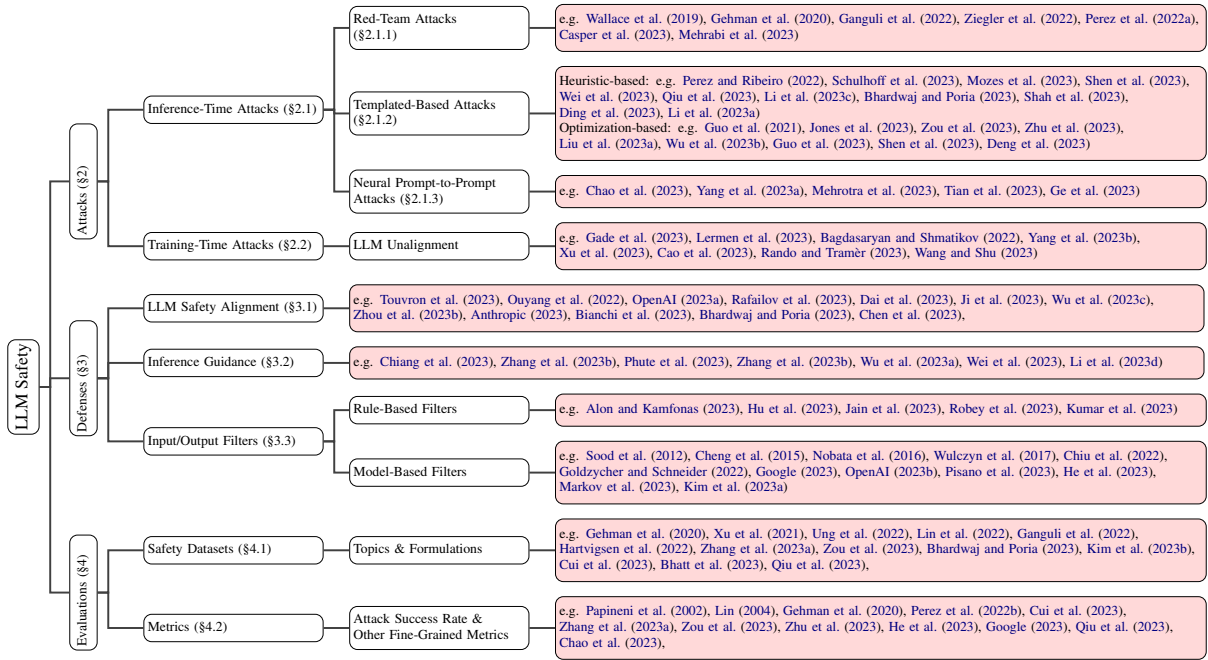 LLM Safety
Attacks (§2)
Inference-Time Attacks (§2.1)
Red-Team Attacks
(§2.1.1)
e.g. Wallace et al. (2019), Gehman et al. (2020), Ganguli et al. (2022), Ziegler et al. (2022), Perez et al. (2022a),
Casper et al. (2023), Mehrabi et al. (2023)
Templated-Based Attacks
(§2.1.2)
Heuristic-based: e.g. Perez and Ribeiro (2022), Schulhoff et al. (2023), Mozes et al. (2023), Shen et al. (2023),
Wei et al. (2023), Qiu et al. (2023), Li et al. (2023c), Bhardwaj and Poria (2023), Shah et al. (2023),
Ding et al. (2023), Li et al. (2023a)
Optimization-based: e.g. Guo et al. (2021), Jones et al. (2023), Zou et al. (2023), Zhu et al. (2023),
Liu et al. (2023a), Wu et al. (2023b), Guo et al. (2023), Shen et al. (2023), Deng et al. (2023)
Neural Prompt-to-Prompt
Attacks (§2.1.3)
e.g. Chao et al. (2023), Yang et al. (2023a), Mehrotra et al. (2023), Tian et al. (2023), Ge et al. (2023)
Training-Time Attacks (§2.2)
LLM Unalignment
e.g. Gade et al. (2023), Lermen et al. (2023), Bagdasaryan and Shmatikov (2022), Yang et al. (2023b),
Xu et al. (2023), Cao et al. (2023), Rando and Tramèr (2023), Wang and Shu (2023)
Defenses (§3)
LLM Safety Alignment (§3.1)
e.g. Touvron et al. (2023), Ouyang et al. (2022), OpenAI (2023a), Rafailov et al. (2023), Dai et al. (2023), Ji et al. (2023), Wu et al. (2023c),
Zhou et al. (2023b), Anthropic (2023), Bianchi et al. (2023), Bhardwaj and Poria (2023), Chen et al. (2023),
Inference Guidance (§3.2)
e.g. Chiang et al. (2023), Zhang et al. (2023b), Phute et al. (2023), Zhang et al. (2023b), Wu et al. (2023a), Wei et al. (2023), Li et al. (2023d)
Input/Output Filters (§3.3)
Rule-Based Filters
e.g. Alon and Kamfonas (2023), Hu et al. (2023), Jain et al. (2023), Robey et al. (2023), Kumar et al. (2023)
Model-Based Filters
e.g. Sood et al. (2012), Cheng et al. (2015), Nobata et al. (2016), Wulczyn et al. (2017), Chiu et al. (2022),
Goldzycher and Schneider (2022), Google (2023), OpenAI (2023b), Pisano et al. (2023), He et al. (2023),
Markov et al. (2023), Kim et al. (2023a)
Evaluations (§4)
Safety Datasets (§4.1)
Topics & Formulations
e.g. Gehman et al. (2020), Xu et al. (2021), Ung et al. (2022), Lin et al. (2022), Ganguli et al. (2022),
Hartvigsen et al. (2022), Zhang et al. (2023a), Zou et al. (2023), Bhardwaj and Poria (2023), Kim et al. (2023b),
Cui et al. (2023), Bhatt et al. (2023), Qiu et al. (2023),
Metrics (§4.2)
Attack Success Rate &
Other Fine-Grained Metrics
e.g. Papineni et al. (2002), Lin (2004), Gehman et al. (2020), Perez et al. (2022b), Cui et al. (2023),
Zhang et al. (2023a), Zou et al. (2023), Zhu et al. (2023), He et al. (2023), Google (2023), Qiu et al. (2023),
Chao et al. (2023),